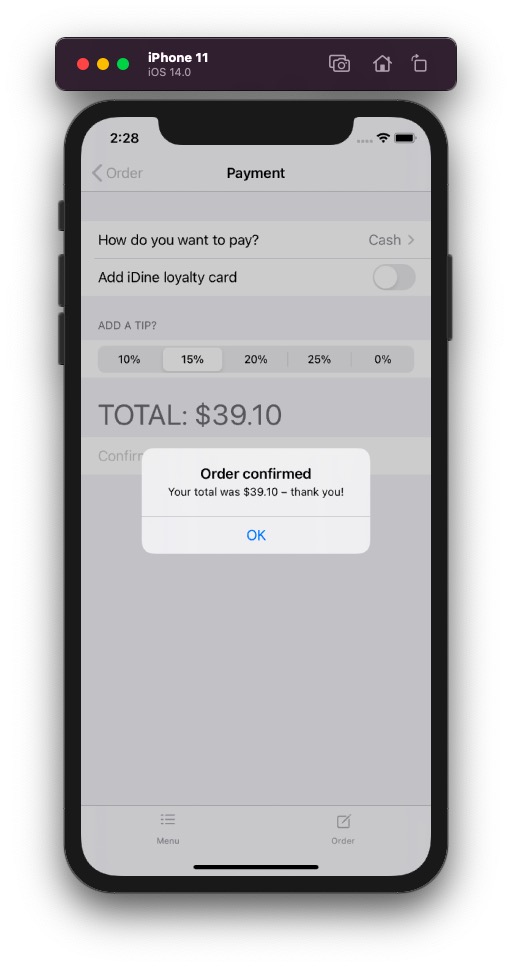 iPhone 11
iOS 14.0
2:28
Order
Payment
How do you want to pay?
Cash
Add iDine loyalty card
ADD A TIP?
10% 15% 20% 25% 0%
TOTAL: $39.10
Order confirmed
Your total was $39.10 – thank you!
OK
Menu
Order